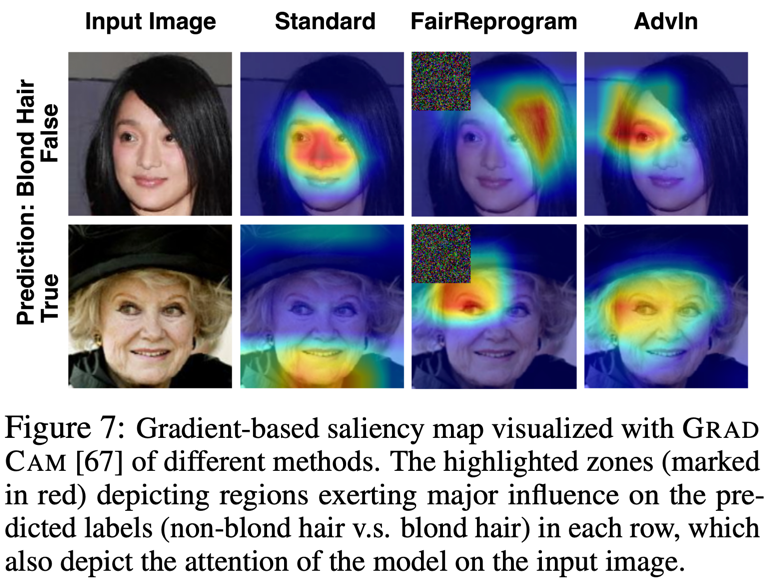 Input Image Standard FairReprogram AdvIn
Prediction: Blond Hair
False
True
Figure 7: Gradient-based saliency map visualized with GRAD
CAM [67] of different methods. The highlighted zones (marked
in red) depicting regions exerting major influence on the pre-
dicted labels (non-blond hair v.s. blond hair) in each row, which
also depict the attention of the model on the input image.